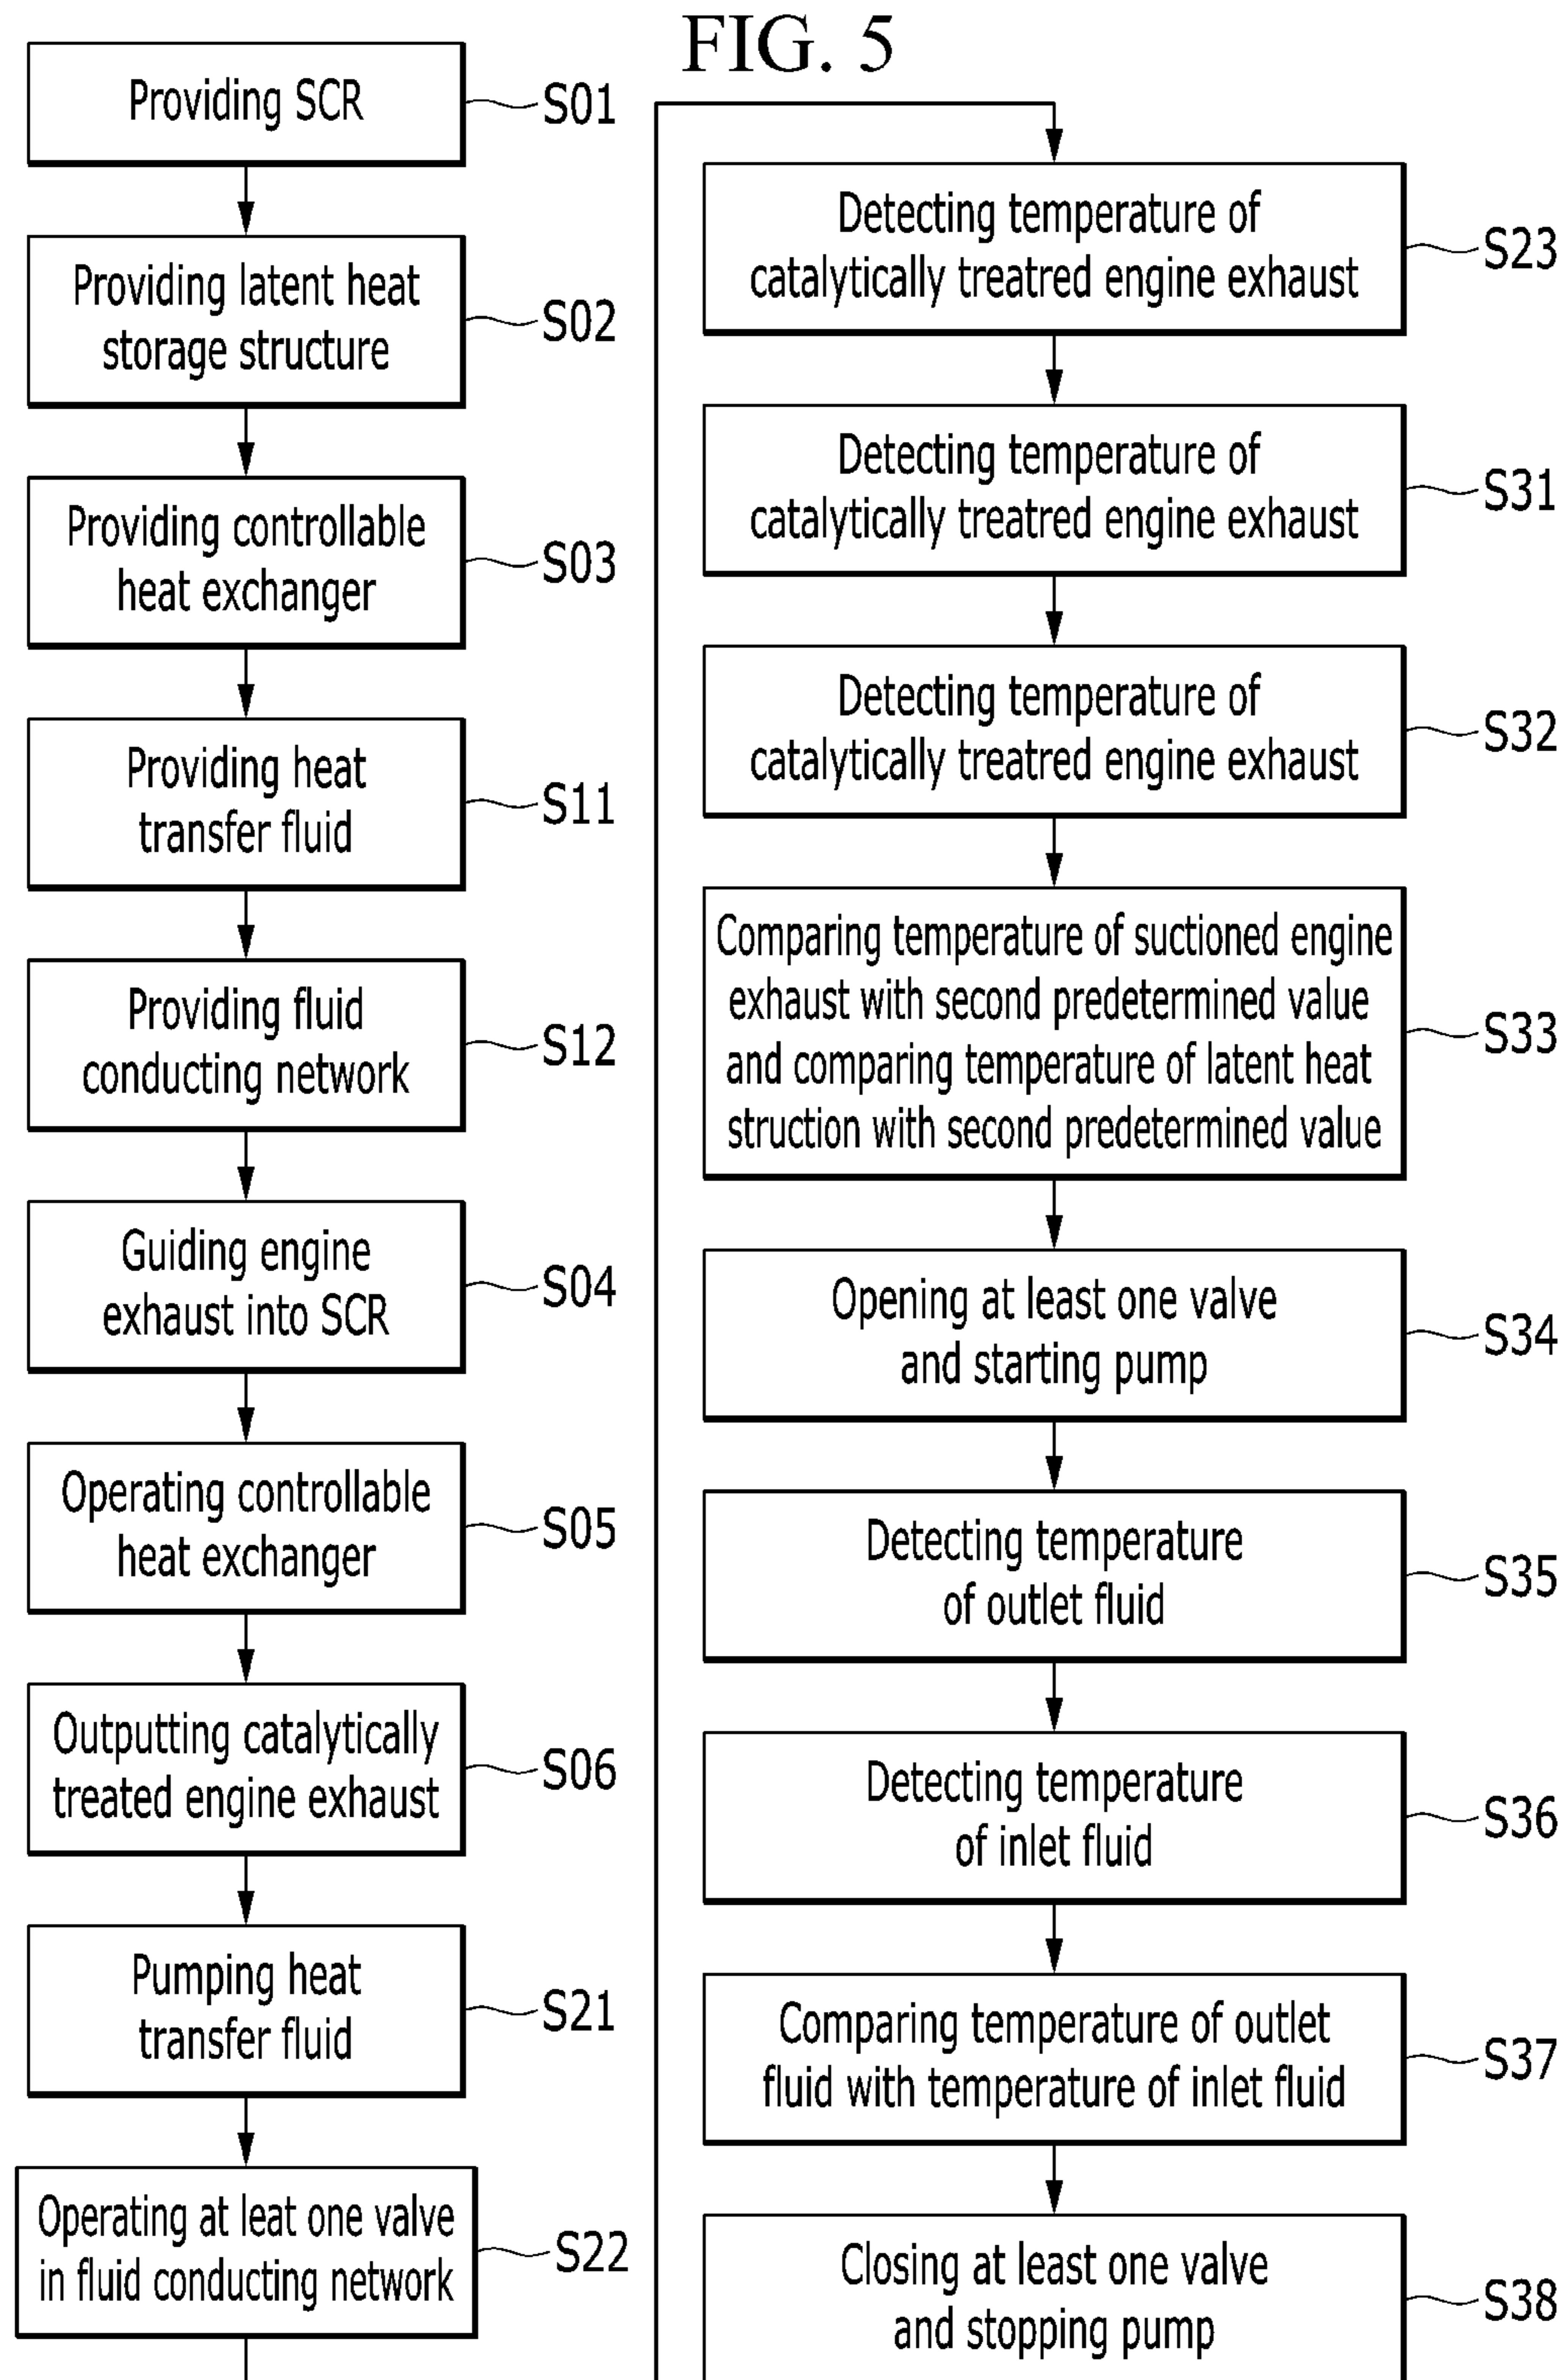 FIG. 5
Providing SCR
S01
Providing latent heat
storage structure
S02
Providing controllable
heat exchanger
S03
Providing heat
transfer fluid
S11
Providing fluid
conducting network
S12
Guiding engine
exhaust into SCR
S04
Operating controllable
heat exchanger
S05
Outputting catalytically
treated engine exhaust
S06
Pumping heat
transfer fluid
S21
Operating at leat one valve
in fluid conducting network
S22
Detecting temperature of
catalytically treatred engine exhaust
S23
Detecting temperature of
catalytically treatred engine exhaust
S31
Detecting temperature of
catalytically treatred engine exhaust
S32
Comparing temperature of suctioned engine
exhaust with second predetermined value
and comparing temperature of latent heat
struction with second predetermined value
S33
Opening at least one valve
and starting pump
S34
Detecting temperature
of outlet fluid
S35
Detecting temperature
of inlet fluid
S36
Comparing temperature of outlet
fluid with temperature of inlet fluid
S37
Closing at least one valve
and stopping pump
S38